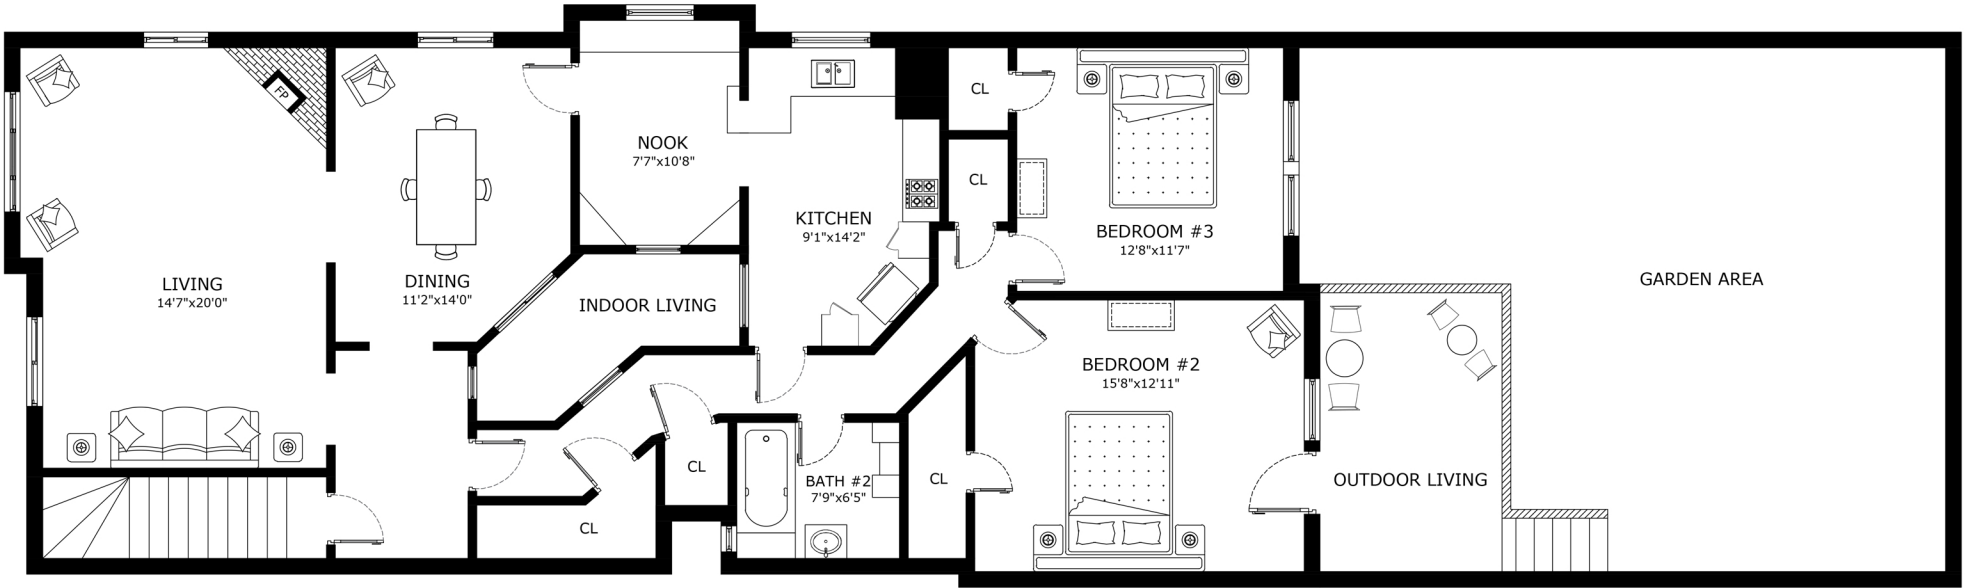 FP
LIVING
14'7"x20'0"
DINING
11'2"x14'0"
NOOK
7'7"x10'8"
KITCHEN
9'1"x14'2"
INDOOR LIVING
CL
CL
BEDROOM #3
12'8"x11'7"
BEDROOM #2
15'8"x12'11"
CL
CL
BATH #2
7'9"x6'5"
CL
OUTDOOR LIVING
GARDEN AREA